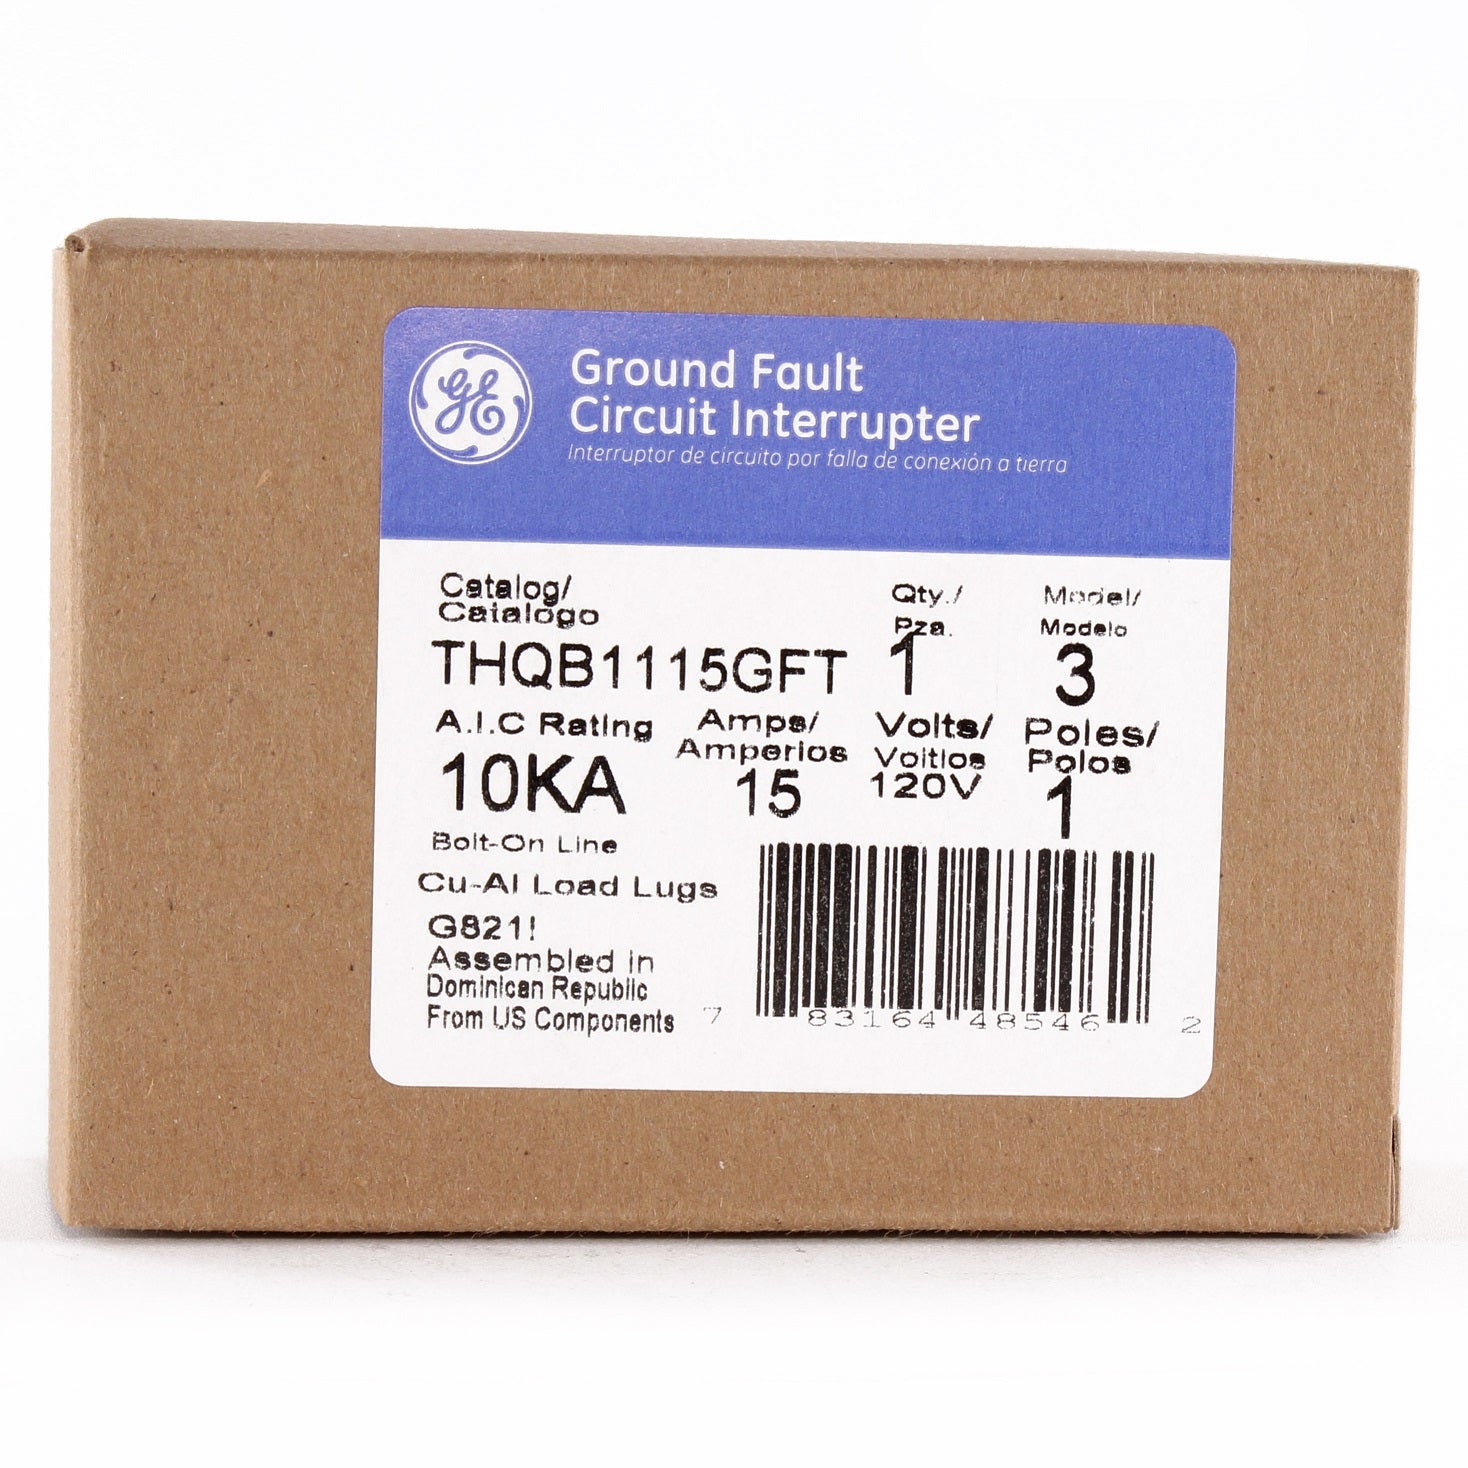 GE
Ground Fault
Circuit Interrupter
Interruptor de circuito por falla de conexión a tierra
Catalog/
Catalogo
Qty./
Pza.
Model/
Modelo
THQB1115GFT 1 3
A.I.C Rating
Amps/
Amperios
Volts/
Voltios
Poles/
Polos
10KA 15 120V 1
Bolt-On Line
Cu-Al Load Lugs
G821!
Assembled in
Dominican Republic
From US Components
7 83164 48546 2